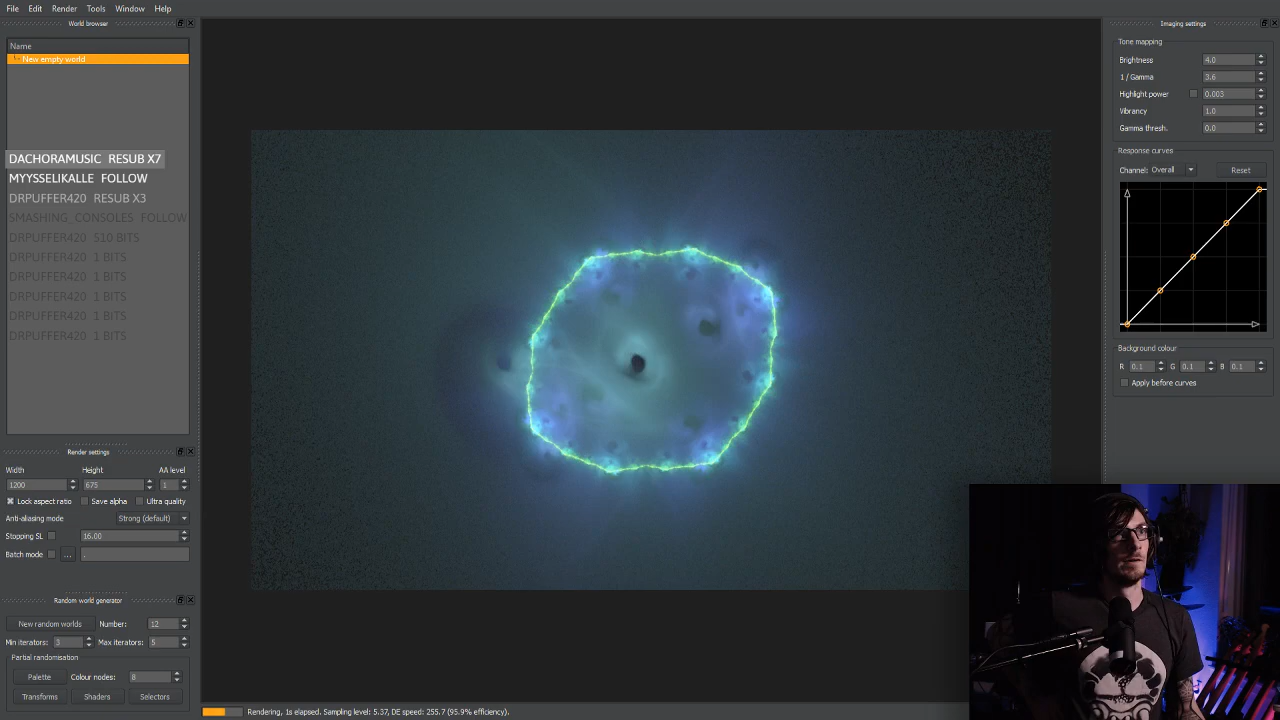 File Edit Render Tools Window Help
World browser
Name
New empty world
DACHORAMUSIC RESUB X7
MYYSSELIKALLE FOLLOW
DRPUFFER420 RESUB X3
SMASHING_CONSOLES FOLLOW
DRPUFFER420 510 BITS
DRPUFFER420 1 BITS
DRPUFFER420 1 BITS
DRPUFFER420 1 BITS
DRPUFFER420 1 BITS
DRPUFFER420 1 BITS
Render settings
Width Height AA level
1200 675 1
Lock aspect ratio Save alpha Ultra quality
Anti-aliasing mode Strong (default)
Stopping SL 16.00
Batch mode ... .
Random world generator
New random worlds Number: 12
Min iterators: 3 Max iterators: 5
Partial randomisation
Palette Colour nodes: 8
Transforms Shaders Selectors
Rendering, 1s elapsed. Sampling level: 5.37, DE speed: 255.7 (95.9% efficiency).
Imaging settings
Tone mapping
Brightness 4.0
1 / Gamma 3.6
Highlight power 0.003
Vibrancy 1.0
Gamma thresh. 0.0
Response curves
Channel: Overall Reset
Background colour
R 0.1 G 0.1 B 0.1
Apply before curves